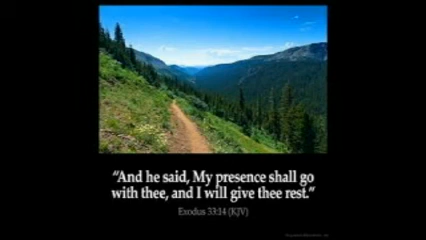 “And he said, My presence shall go
with thee, and I will give thee rest.”
Exodus 33:14 (KJV)